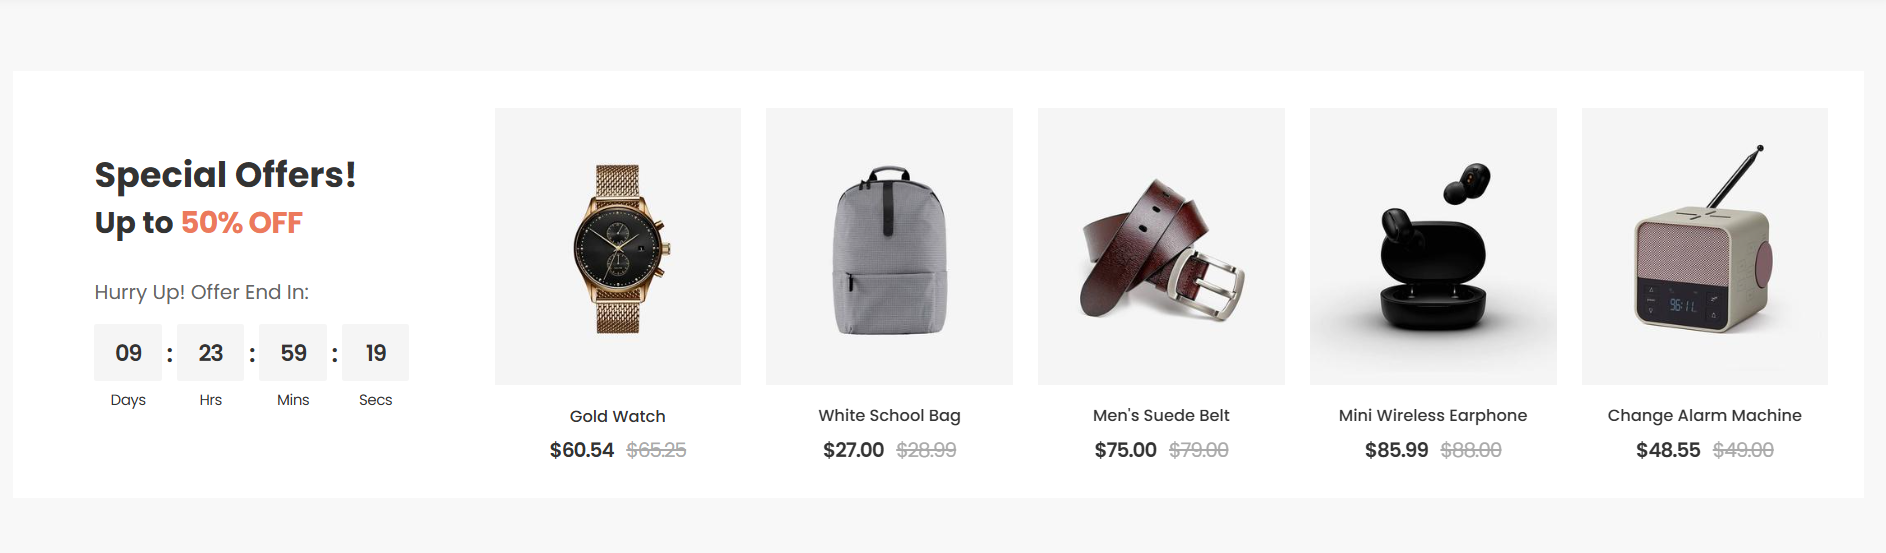 Special Offers!
Up to 50% OFF
Hurry Up! Offer End In:
09 : 23 : 59 : 19
Days Hrs Mins Secs
Gold Watch
$60.54 $65.25
White School Bag
$27.00 $28.99
Men's Suede Belt
$75.00 $79.00
Mini Wireless Earphone
$85.99 $88.00
Change Alarm Machine
$48.55 $49.00